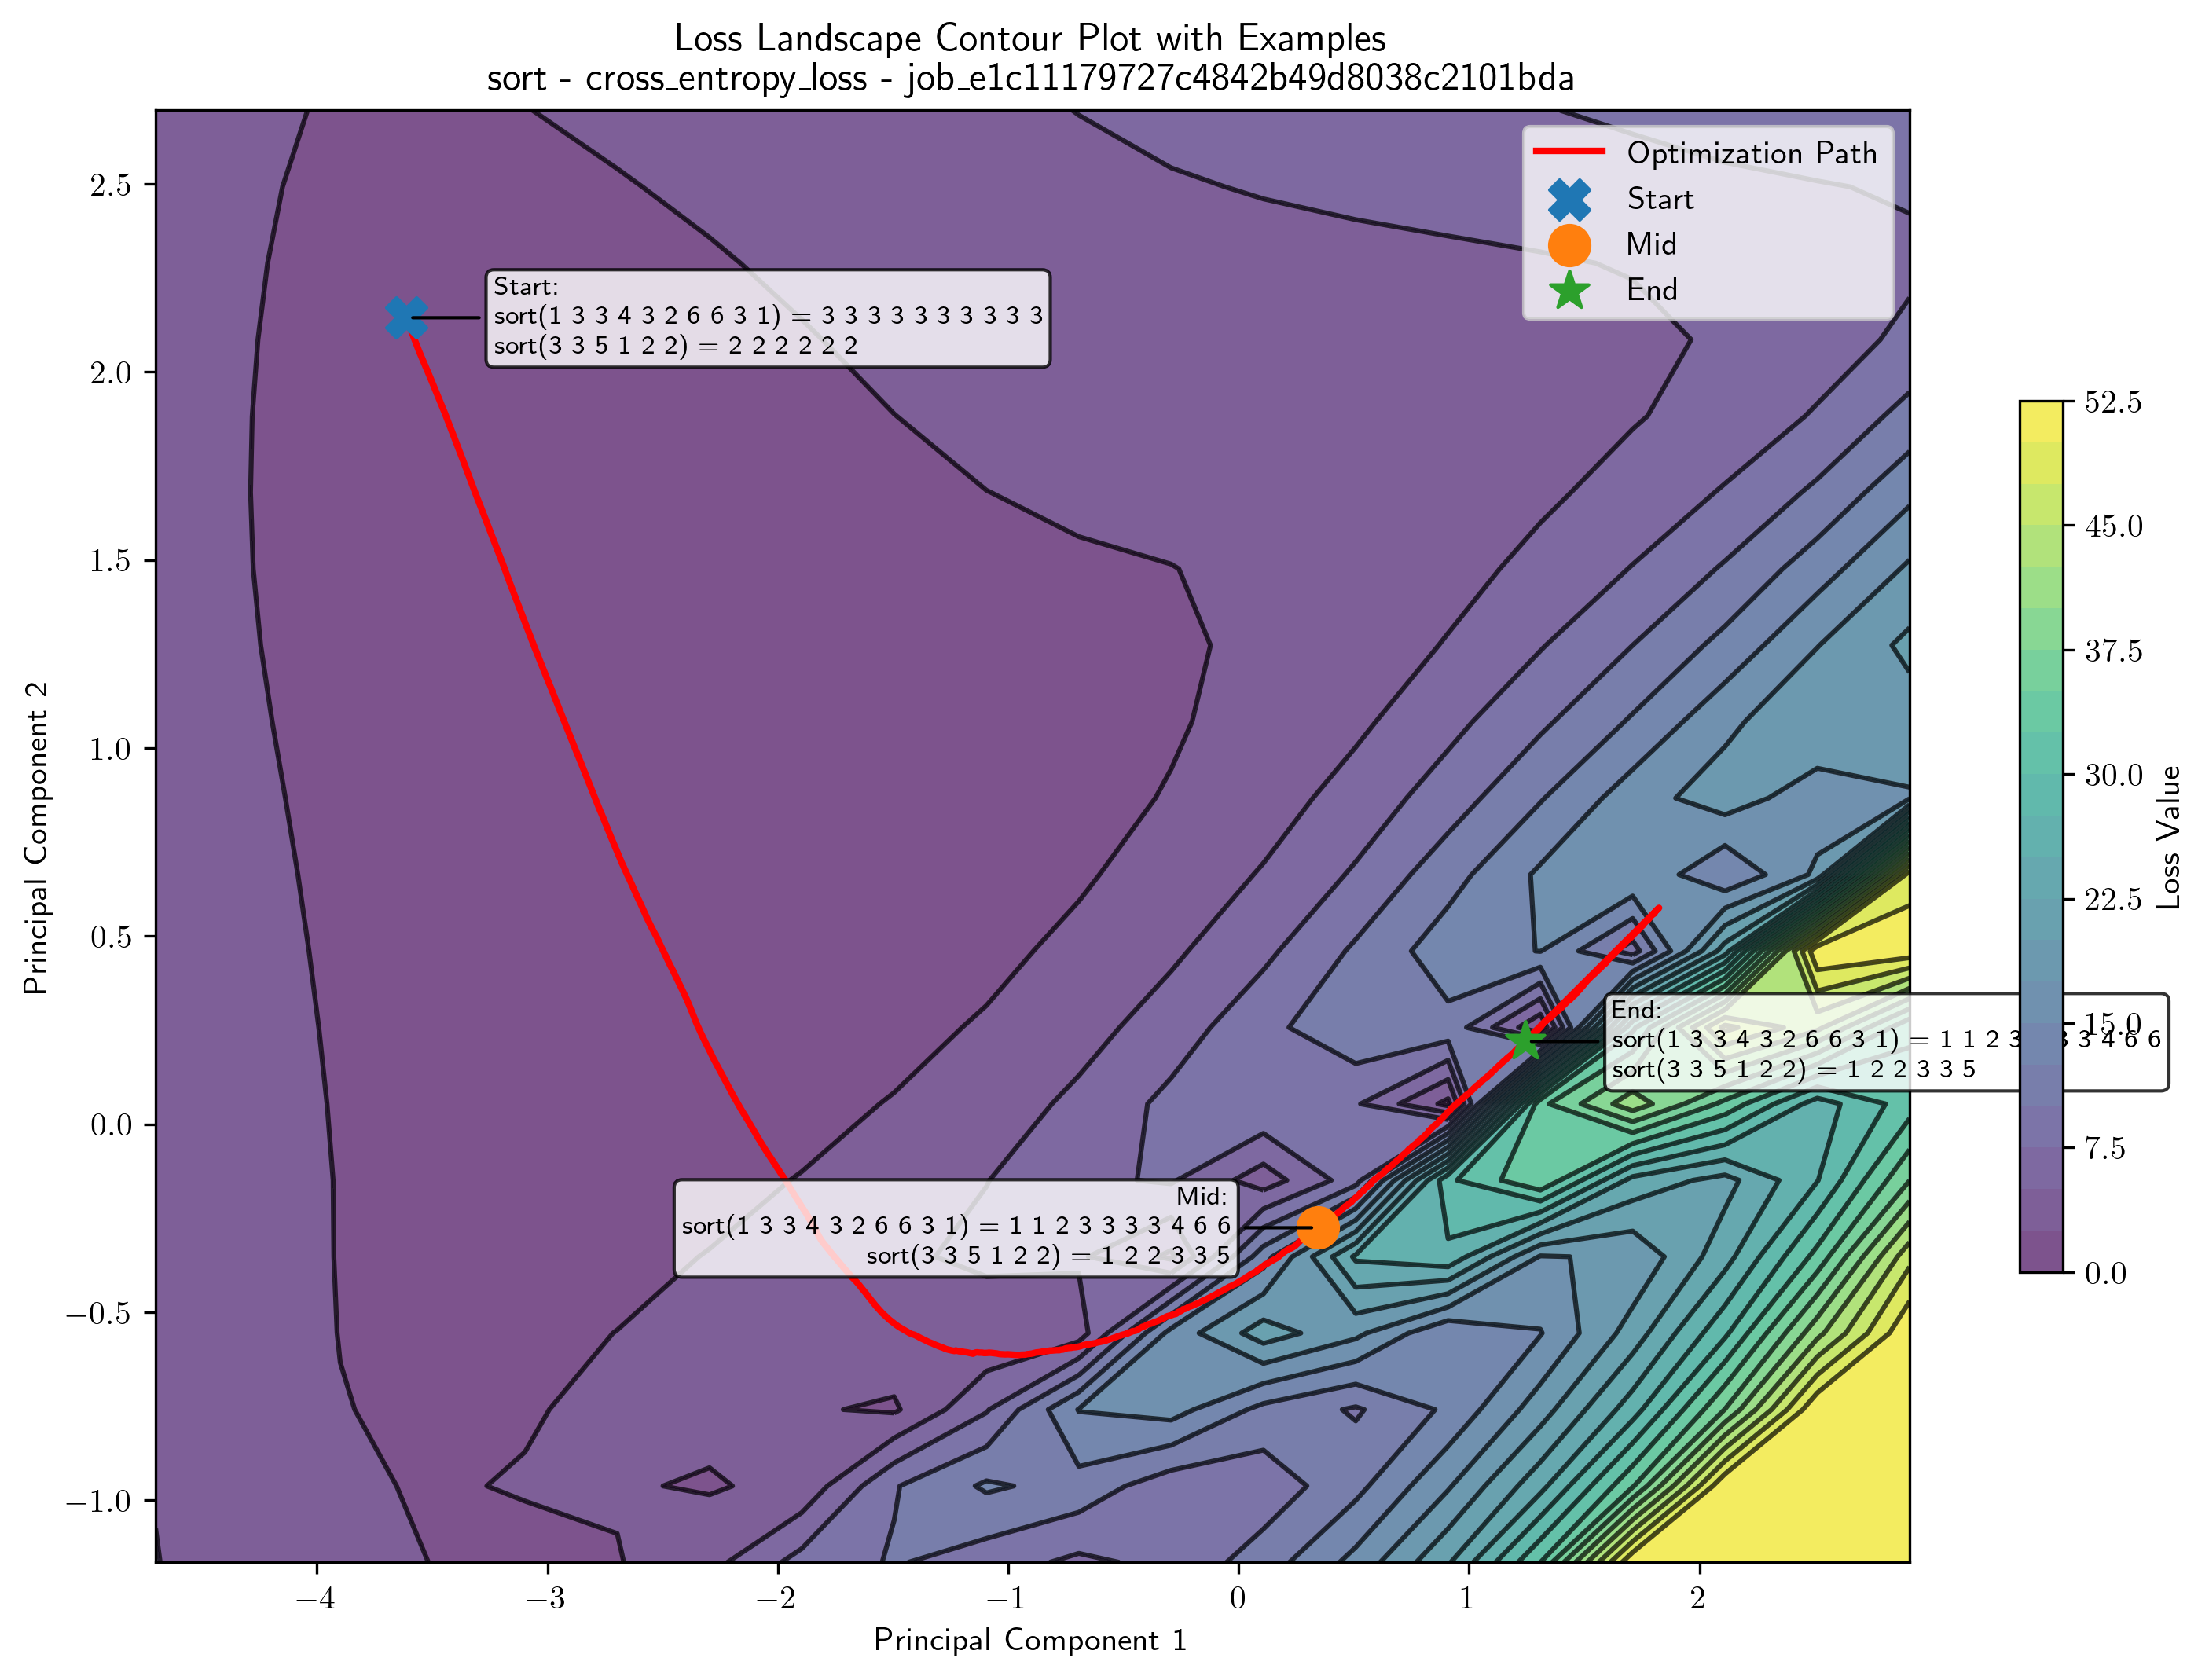 Loss Landscape Contour Plot with Examples
sort - cross_entropy_loss - job_e1c11179727c4842b49d8038c2101bda
Optimization Path
Start
Mid
End
Start:
sort(1 3 3 4 3 2 6 6 3 1) = 3 3 3 3 3 3 3 3 3 3
sort(3 3 5 1 2 2) = 2 2 2 2 2 2
Mid:
sort(1 3 3 4 3 2 6 6 3 1) = 1 1 2 3 3 3 3 4 6 6
sort(3 3 5 1 2 2) = 1 2 2 3 3 5
End:
sort(1 3 3 4 3 2 6 6 3 1) = 1 1 2 3 3 3 4 6 6
sort(3 3 5 1 2 2) = 1 2 2 3 3 5
2.5
2.0
1.5
1.0
0.5
0.0
−0.5
−1.0
Principal Component 2
−4
−3
−2
−1
0
1
2
Principal Component 1
52.5
45.0
37.5
30.0
22.5
15.0
7.5
0.0
Loss Value